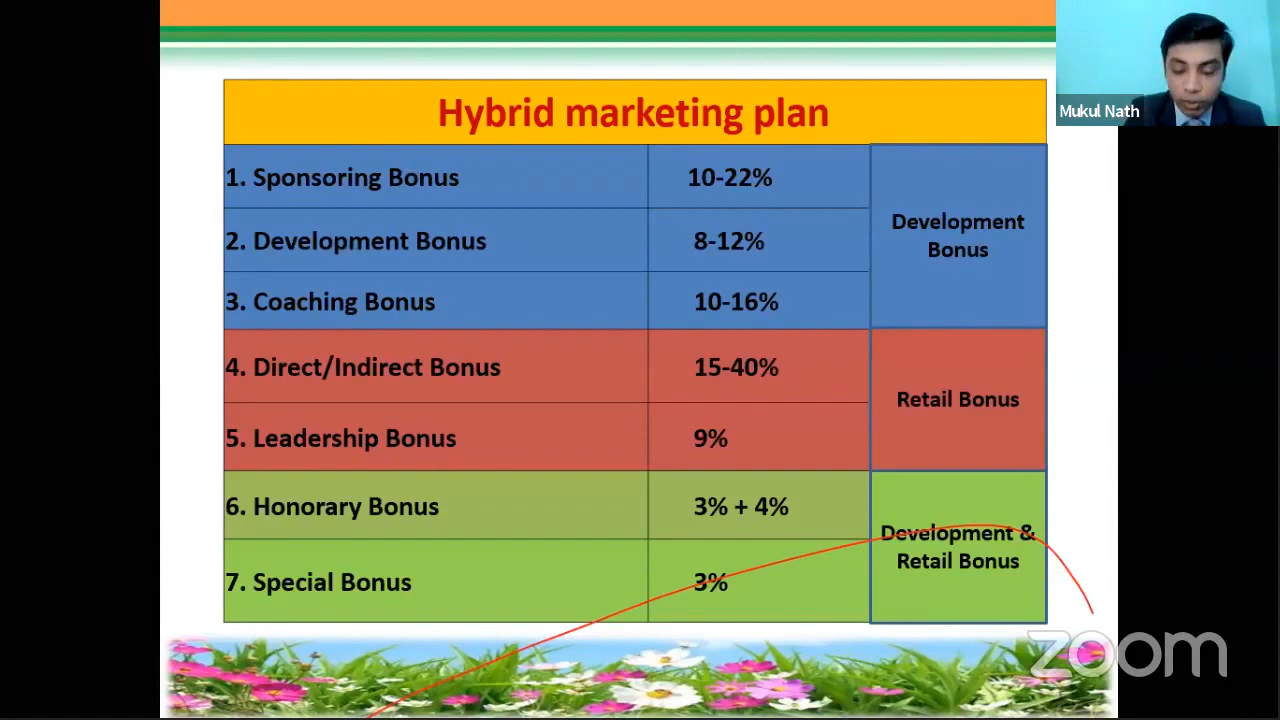 Hybrid marketing plan
Mukul Nath
1. Sponsoring Bonus 10-22%
2. Development Bonus 8-12%
3. Coaching Bonus 10-16%
Development
Bonus
4. Direct/Indirect Bonus 15-40%
5. Leadership Bonus 9%
Retail Bonus
6. Honorary Bonus 3% + 4%
7. Special Bonus 3%
Development &
Retail Bonus
zoom